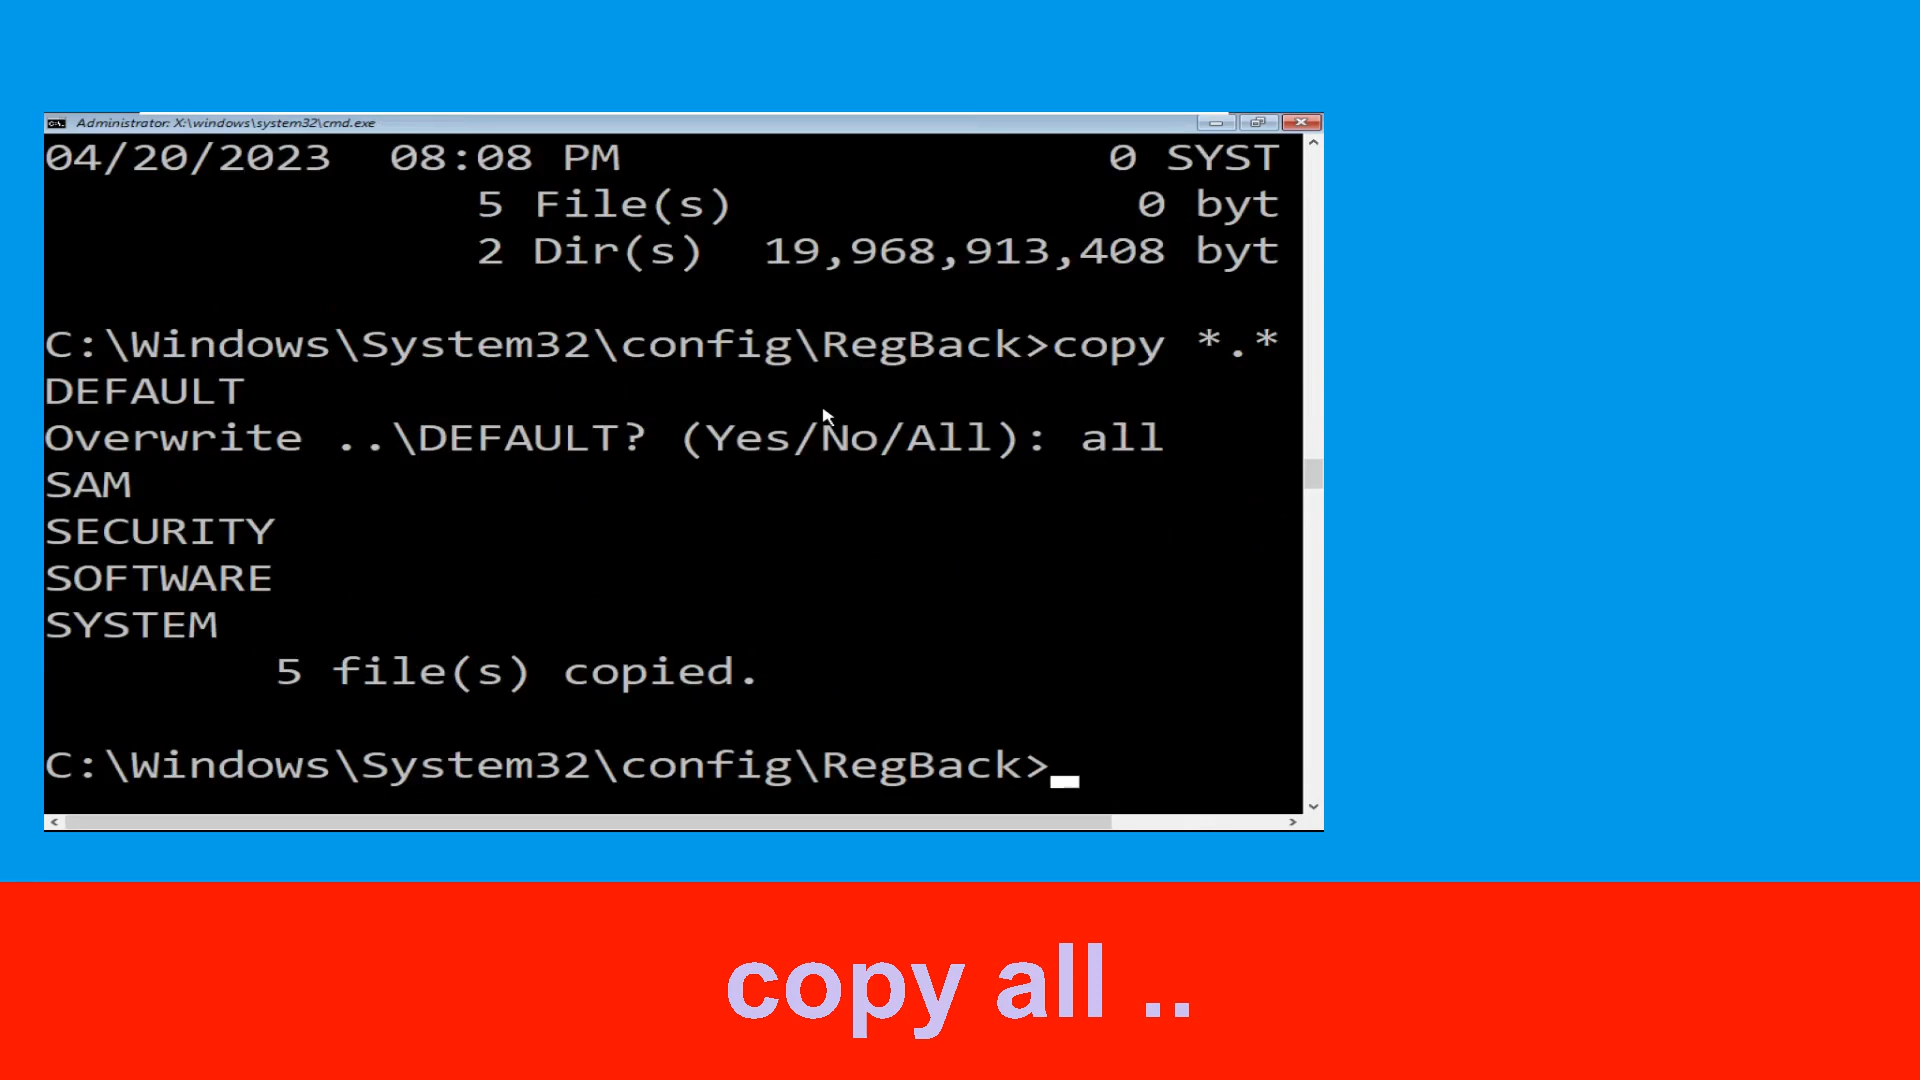 Administrator: X:\windows\system32\cmd.exe
04/20/2023  08:08 PM                 0 SYST
               5 File(s)              0 byt
               2 Dir(s)  19,968,913,408 byt
C:\Windows\System32\config\RegBack>copy *.*
DEFAULT
Overwrite ..\DEFAULT? (Yes/No/All): all
SAM
SECURITY
SOFTWARE
SYSTEM
        5 file(s) copied.
C:\Windows\System32\config\RegBack>
copy all ..